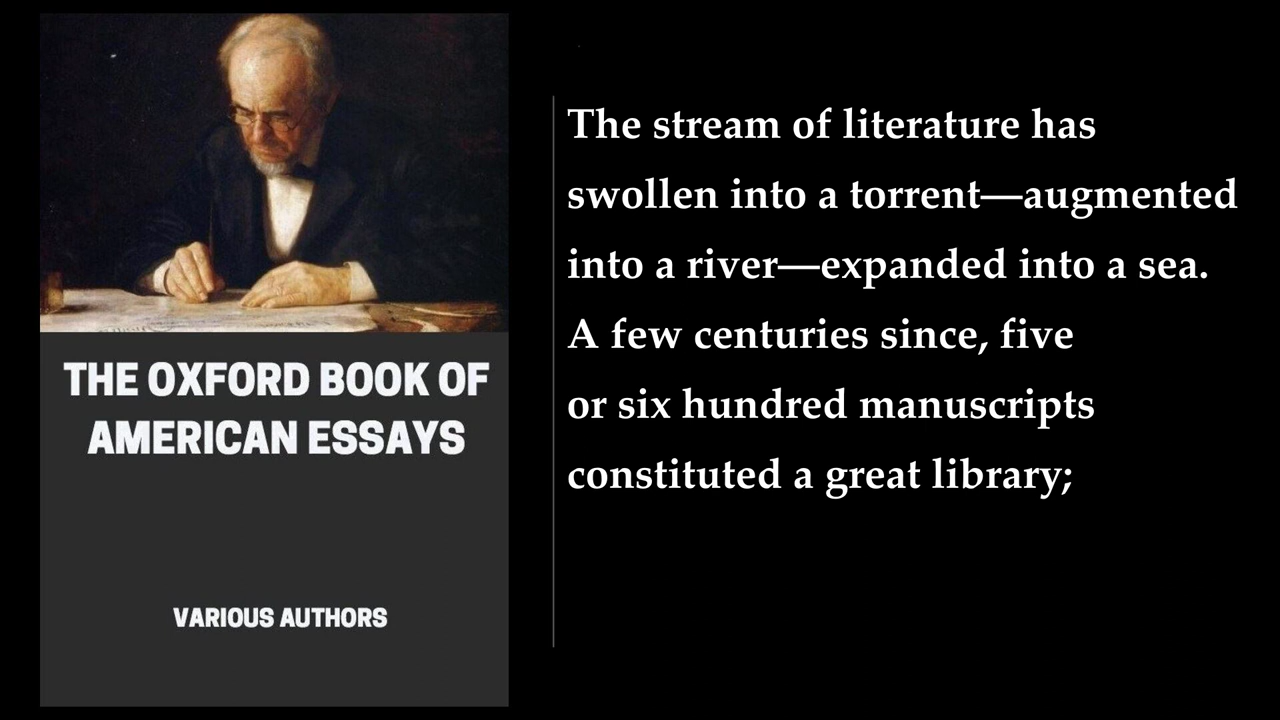 THE OXFORD BOOK OF
AMERICAN ESSAYS
VARIOUS AUTHORS
The stream of literature has
swollen into a torrent—augmented
into a river—expanded into a sea.
A few centuries since, five
or six hundred manuscripts
constituted a great library;